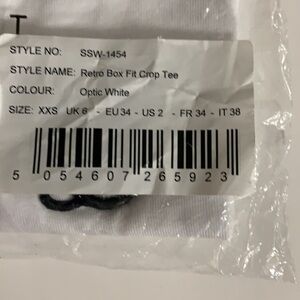 T
STYLE NO: SSW-1454
STYLE NAME: Retro Box Fit Crop Tee
COLOUR: Optic White
SIZE: XXS UK 6 - EU 34 - US 2 - FR 34 - IT 38
5 054607 265923